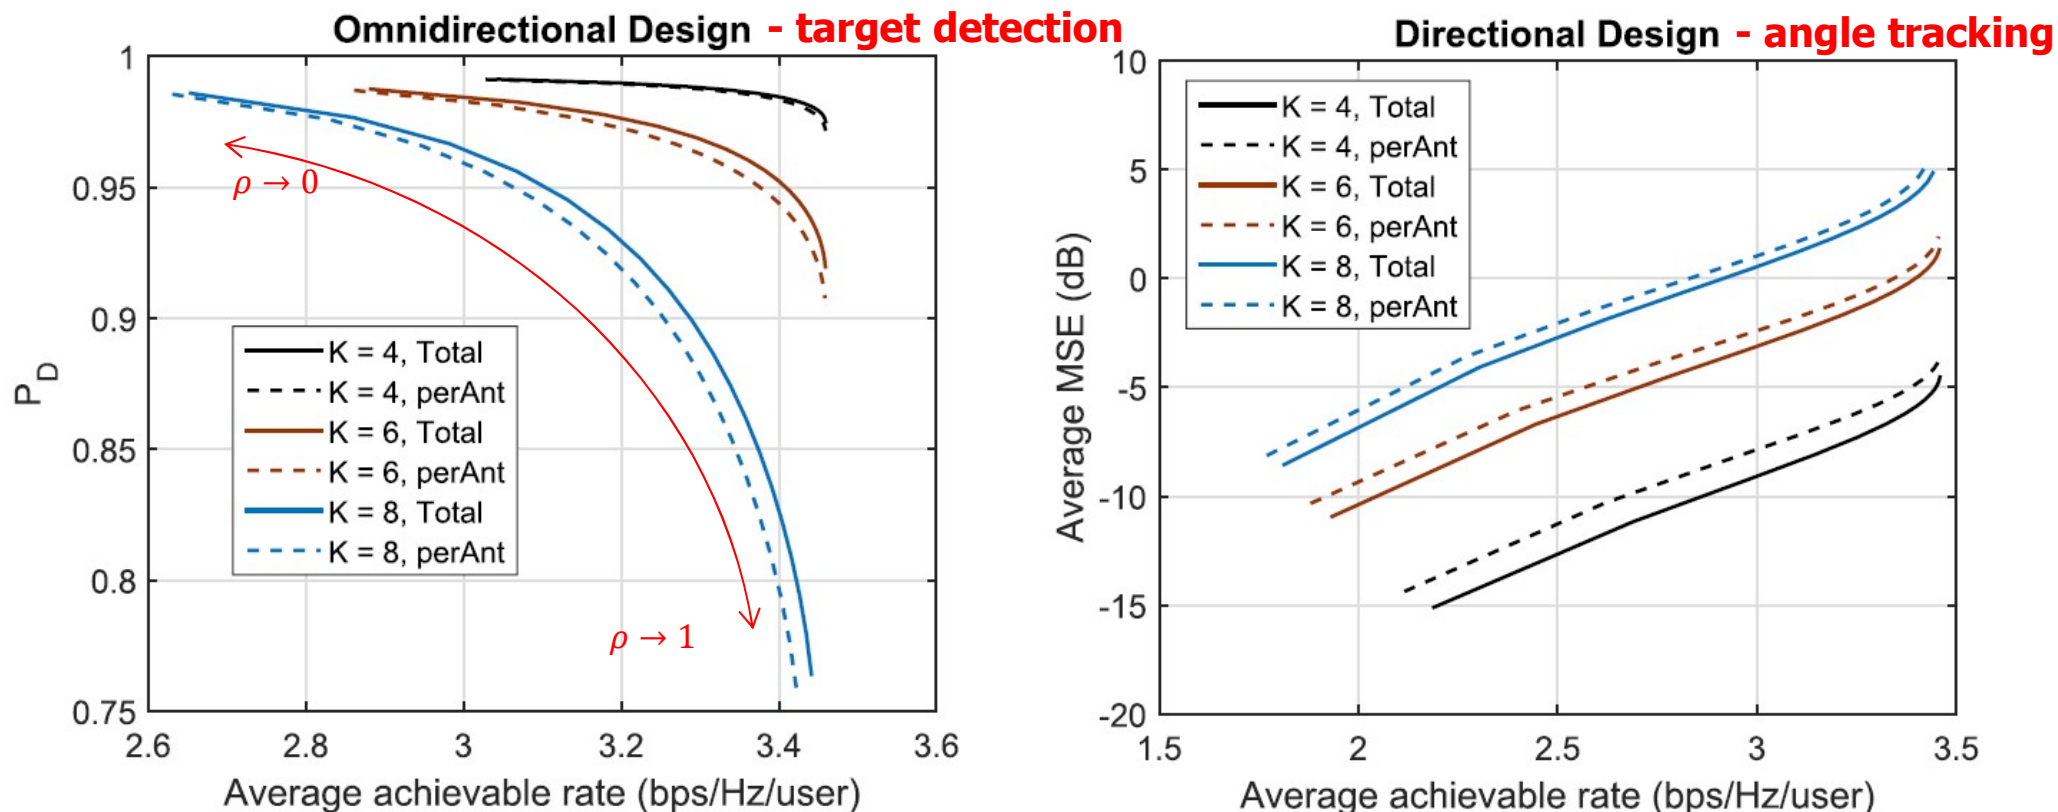 Omnidirectional Design - target detection
1
0.95
0.9
0.85
0.8
0.75
P_D
ρ → 0
ρ → 1
K = 4, Total
K = 4, perAnt
K = 6, Total
K = 6, perAnt
K = 8, Total
K = 8, perAnt
2.6 2.8 3 3.2 3.4 3.6
Average achievable rate (bps/Hz/user)
Directional Design - angle tracking
10
5
0
-5
-10
-15
-20
Average MSE (dB)
K = 4, Total
K = 4, perAnt
K = 6, Total
K = 6, perAnt
K = 8, Total
K = 8, perAnt
1.5 2 2.5 3 3.5
Average achievable rate (bps/Hz/user)